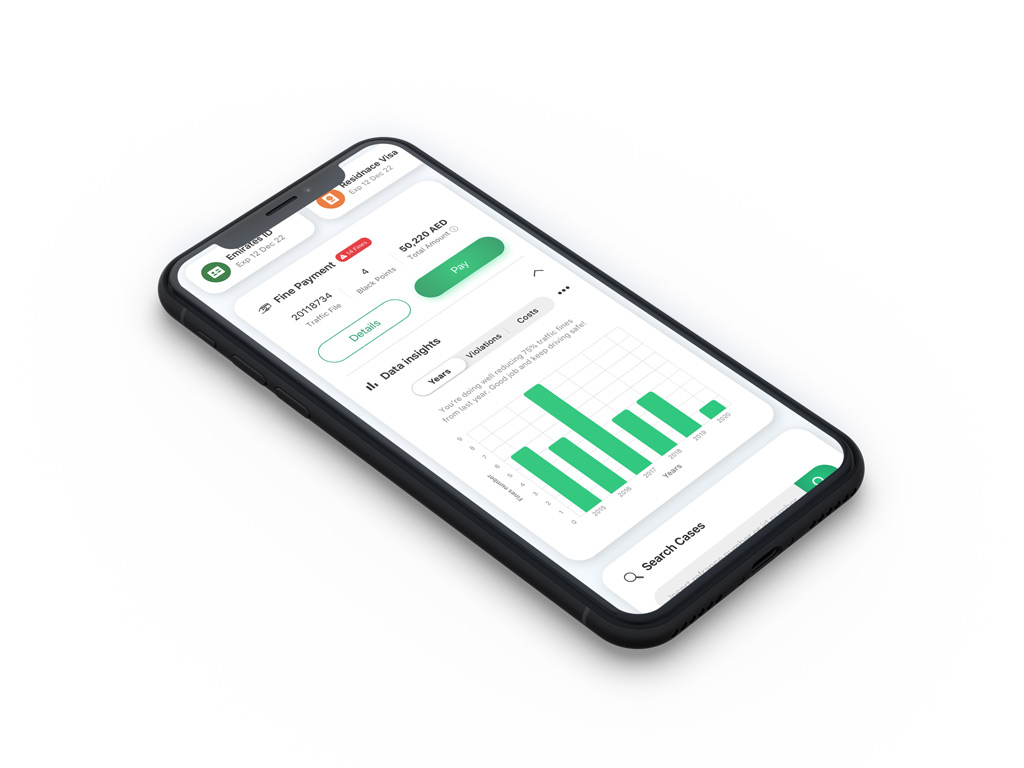 Emirates ID
Exp 12 Dec 22
Residnace Visa
Exp 12 Dec 22
Fine Payment
14 Fines
20118734
Traffic File
4
Black Points
50,220 AED
Total Amount
Details
Pay
Data insights
Years
Violations
Costs
You're doing well reducing 75% traffic fines
from last year. Good job and keep driving safe!
9
8
7
6
5
4
3
2
1
0
Fines number
2015
2016
2017
2018
2019
2020
Years
Search Cases